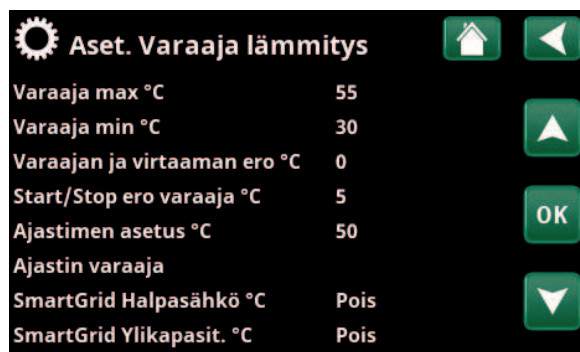 Aset. Varaaja lämmitys
Varaaja max °C 55
Varaaja min °C 30
Varaajan ja virtaaman ero °C 0
Start/Stop ero varaaja °C 5
Ajastimen asetus °C 50
Ajastin varaaja
SmartGrid Halpasähkö °C Pois
SmartGrid Ylikapasit. °C Pois
OK